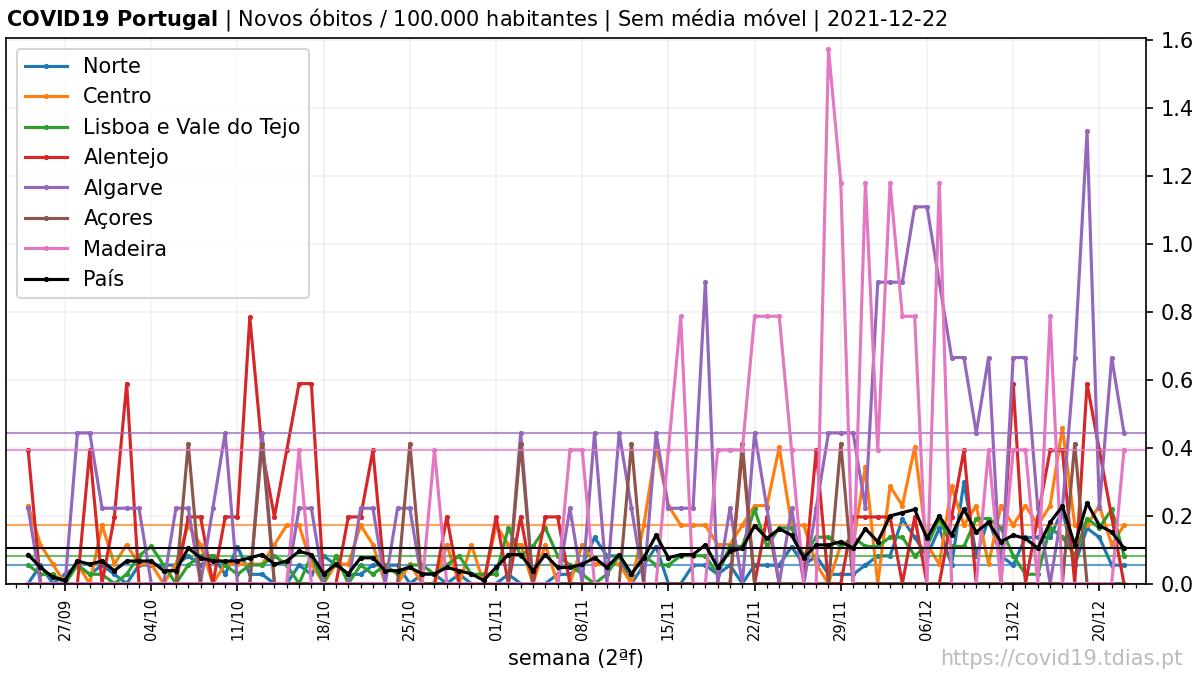 COVID19 Portugal | Novos óbitos / 100.000 habitantes | Sem média móvel | 2021-12-22
Norte
Centro
Lisboa e Vale do Tejo
Alentejo
Algarve
Açores
Madeira
País
1.6
1.4
1.2
1.0
0.8
0.6
0.4
0.2
0.0
27/09
04/10
11/10
18/10
25/10
01/11
08/11
15/11
22/11
29/11
06/12
13/12
20/12
semana (2ªf)
https://covid19.tdias.pt